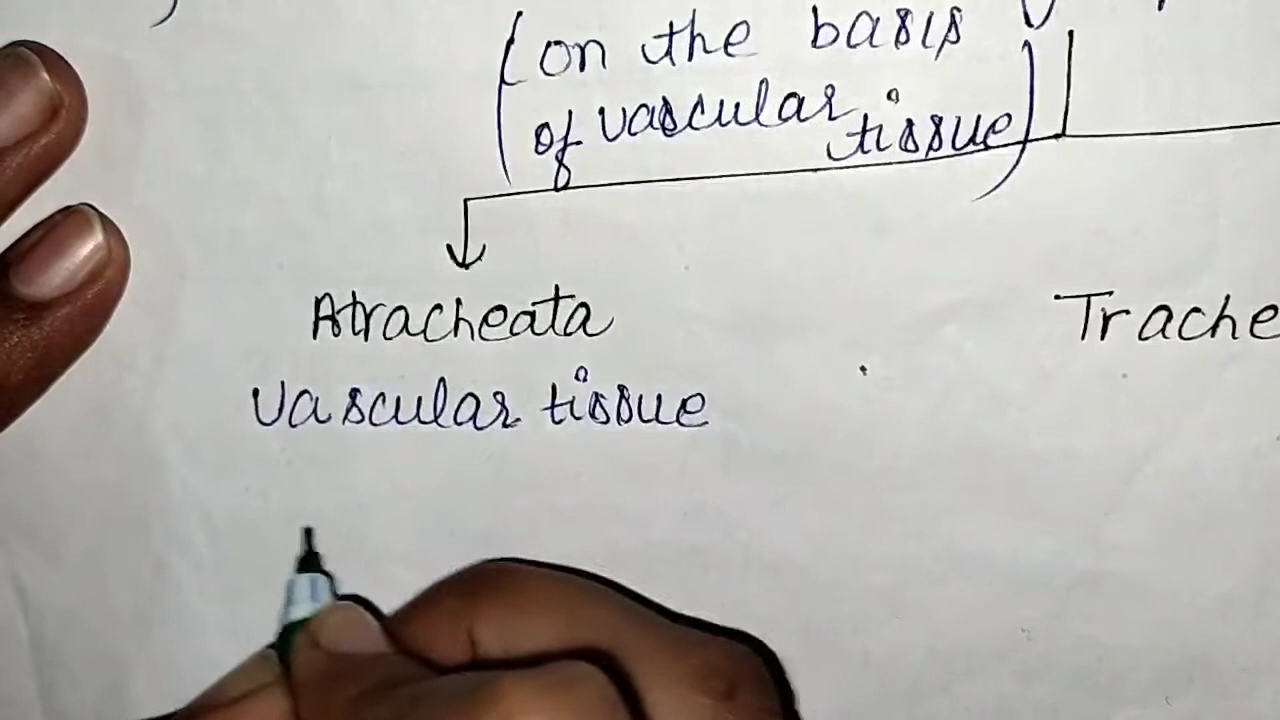 (on the basis
of vascular tissue)
Atracheata Trache
vascular tissue